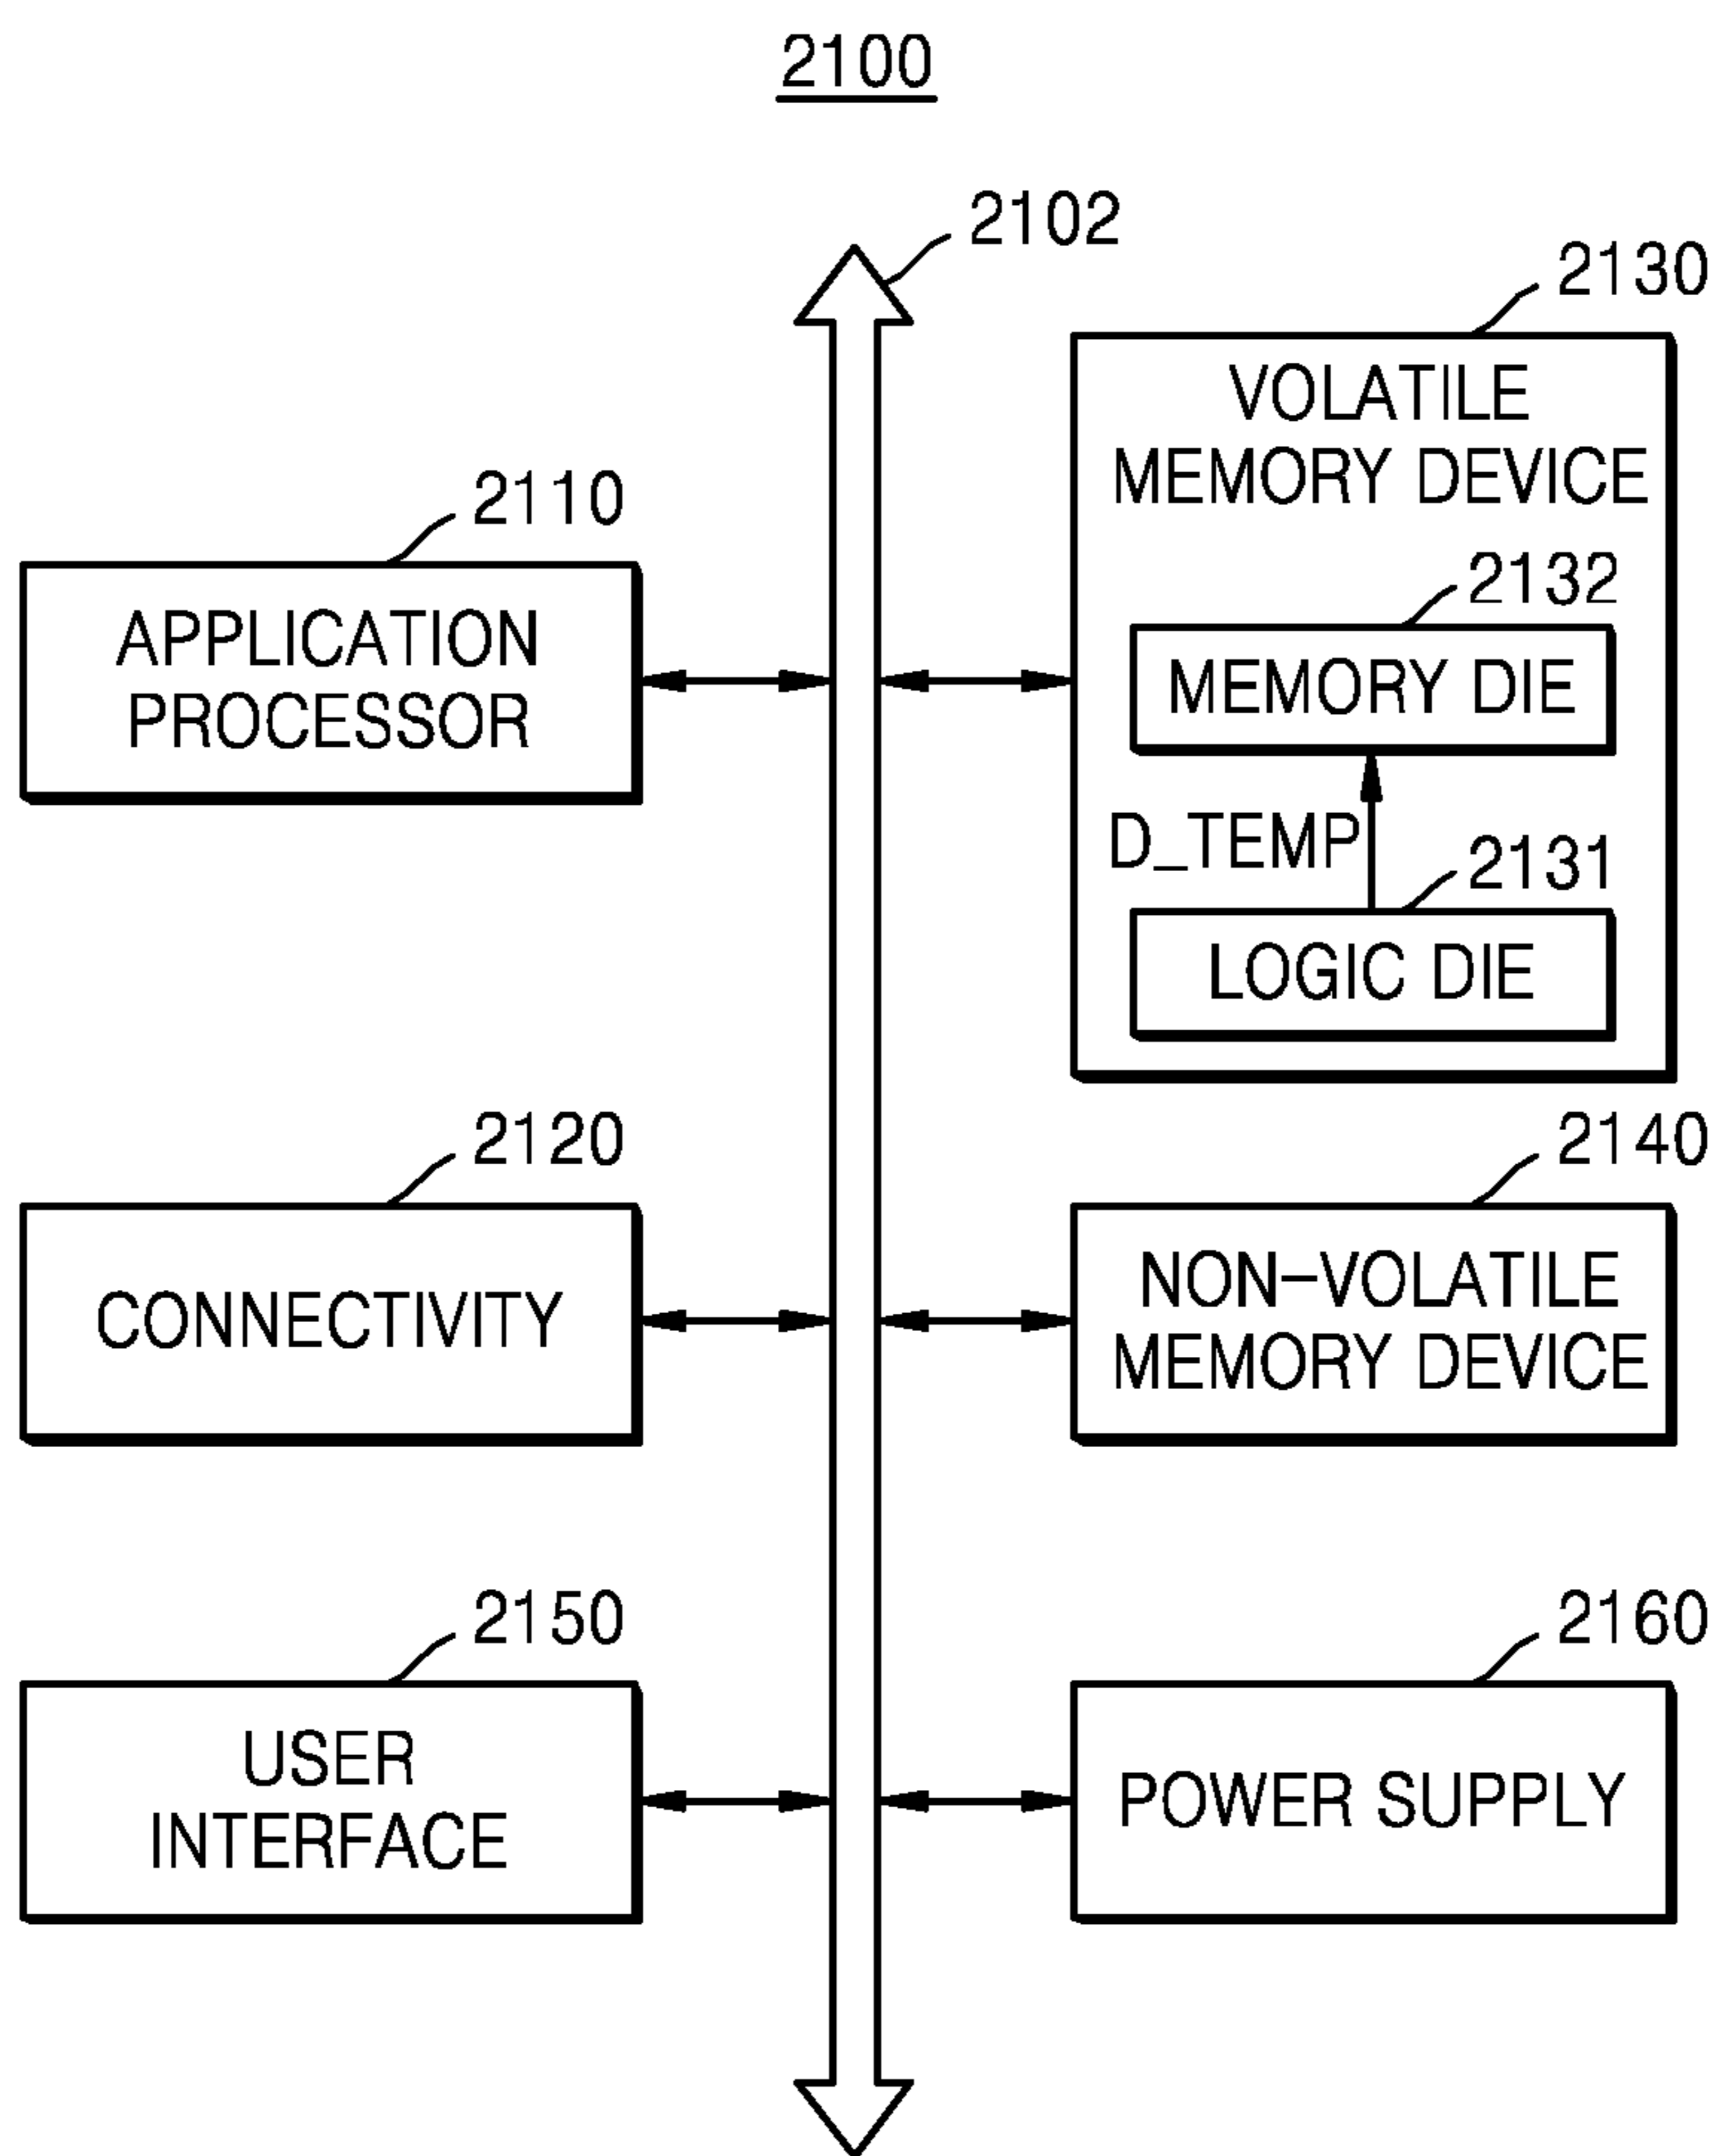 2100
2102
2130
VOLATILE
MEMORY DEVICE
2110
APPLICATION
PROCESSOR
2132
MEMORY DIE
D_TEMP
2131
LOGIC DIE
2120
CONNECTIVITY
2140
NON-VOLATILE
MEMORY DEVICE
2150
USER
INTERFACE
2160
POWER SUPPLY